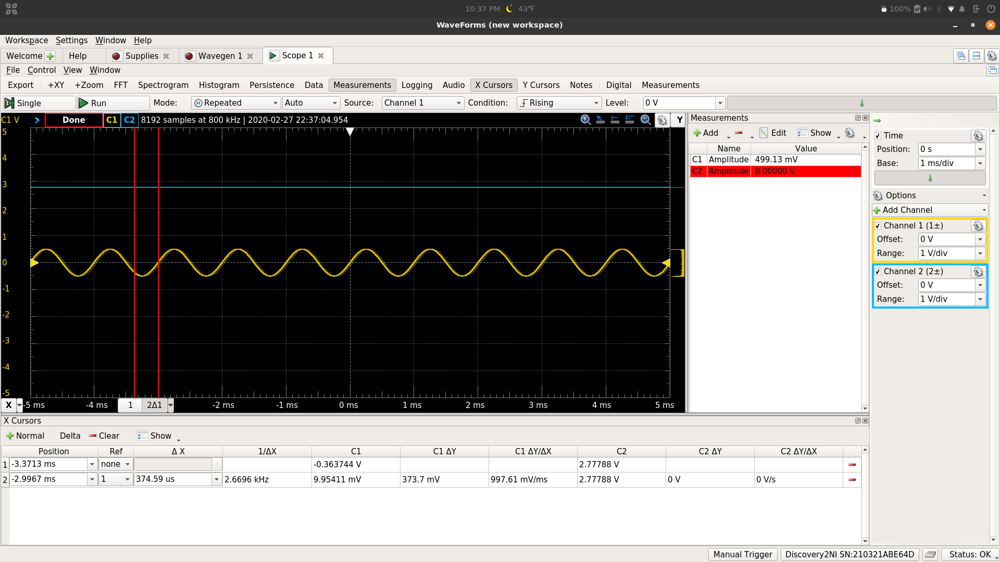 10:37 PM 43°F 100%
WaveForms (new workspace)
Workspace Settings Window Help
Welcome Help Supplies Wavegen 1 Scope 1
File Control View Window
Export +XY +Zoom FFT Spectrogram Histogram Persistence Data Measurements Logging Audio X Cursors Y Cursors Notes Digital Measurements
Single Run Mode: Repeated Auto Source: Channel 1 Condition: Rising Level: 0 V
C1 V Done C1 C2 8192 samples at 800 kHz | 2020-02-27 22:37:04.954 Y
5
4
3
2
1
0
-1
-2
-3
-4
-5
X -5 ms -4 ms 1 2Δ1 -2 ms -1 ms 0 ms 1 ms 2 ms 3 ms 4 ms 5 ms
Measurements
Add Edit Show
Name Value
C1 Amplitude 499.13 mV
C2 Amplitude 0.00000 V
Time
Position: 0 s
Base: 1 ms/div
Options
Add Channel
Channel 1 (1±)
Offset: 0 V
Range: 1 V/div
Channel 2 (2±)
Offset: 0 V
Range: 1 V/div
X Cursors
Normal Delta Clear Show
Position Ref Δ X 1/ΔX C1 C1 ΔY C1 ΔY/ΔX C2 C2 ΔY C2 ΔY/ΔX
1 -3.3713 ms none -0.363744 V 2.77788 V
2 -2.9967 ms 1 374.59 us 2.6696 kHz 9.95411 mV 373.7 mV 997.61 mV/ms 2.77788 V 0 V 0 V/s
Manual Trigger Discovery2NI SN:210321ABE64D Status: OK